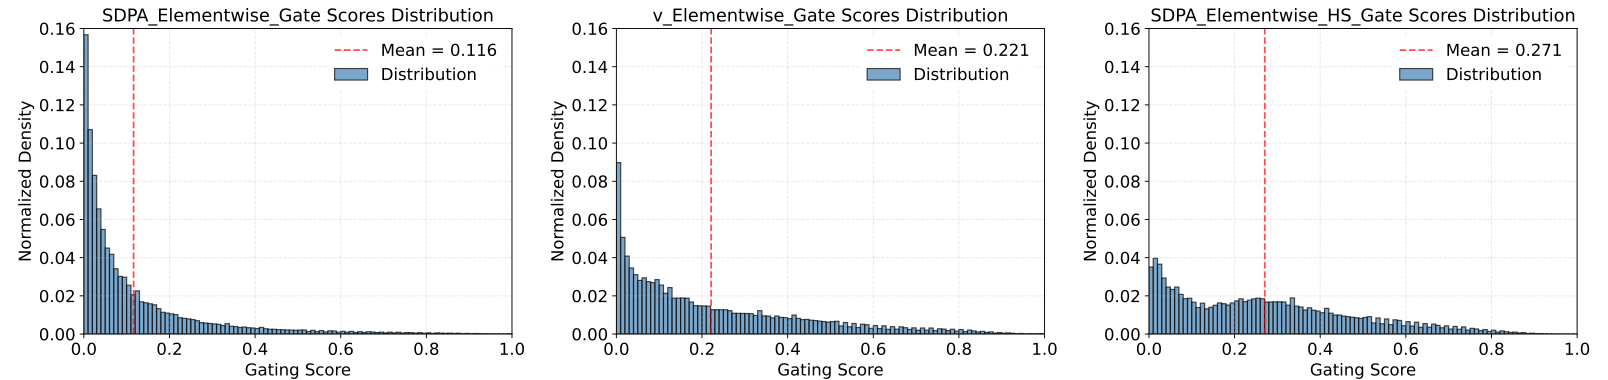 SDPA_Elementwise_Gate Scores Distribution
Normalized Density
0.16
0.14
0.12
0.10
0.08
0.06
0.04
0.02
0.00
Mean = 0.116
Distribution
0.0 0.2 0.4 0.6 0.8 1.0
Gating Score
v_Elementwise_Gate Scores Distribution
Normalized Density
0.16
0.14
0.12
0.10
0.08
0.06
0.04
0.02
0.00
Mean = 0.221
Distribution
0.0 0.2 0.4 0.6 0.8 1.0
Gating Score
SDPA_Elementwise_HS_Gate Scores Distribution
Normalized Density
0.16
0.14
0.12
0.10
0.08
0.06
0.04
0.02
0.00
Mean = 0.271
Distribution
0.0 0.2 0.4 0.6 0.8 1.0
Gating Score